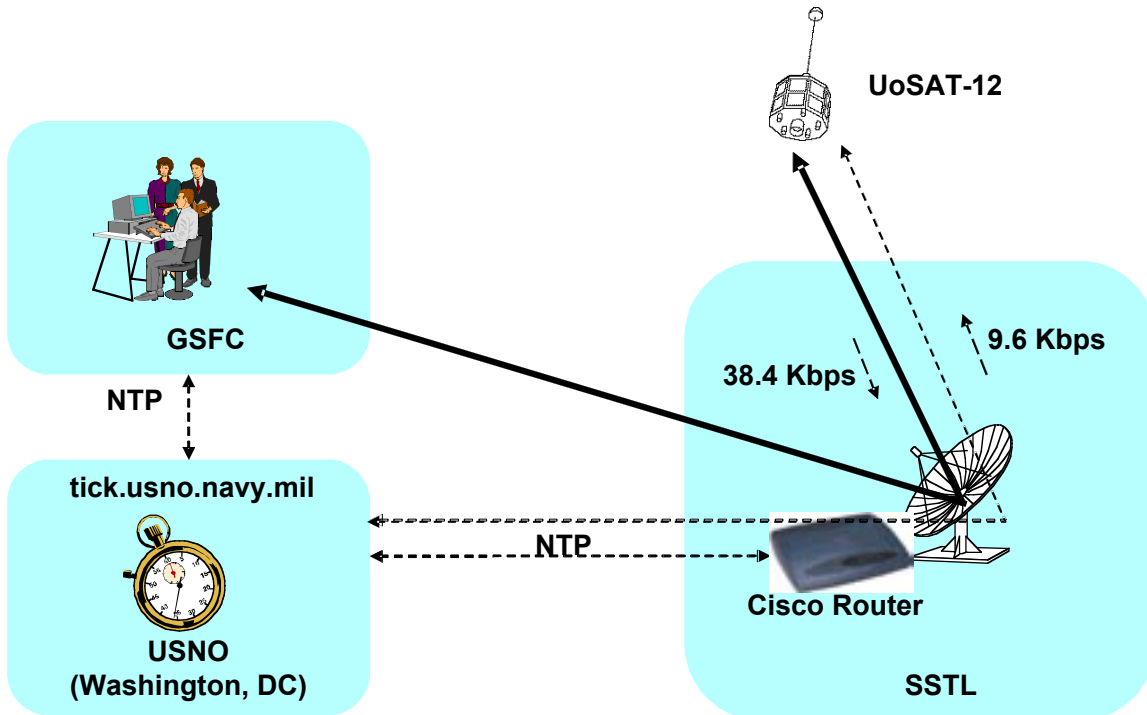 UoSAT-12
GSFC
9.6 Kbps
38.4 Kbps
NTP
tick.usno.navy.mil
NTP
Cisco Router
USNO
(Washington, DC)
SSTL